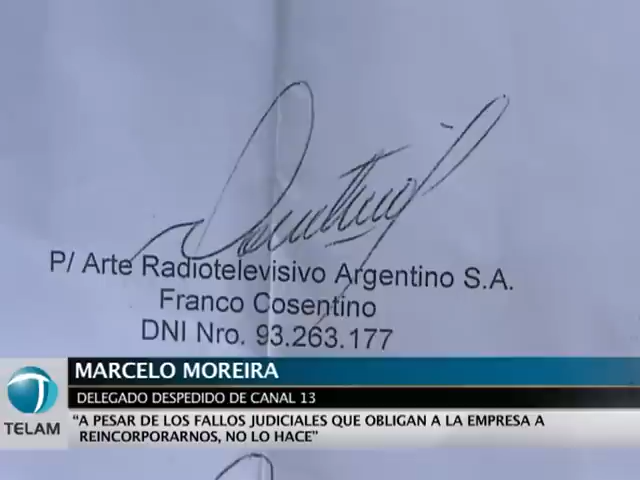 P/ Arte Radiotelevisivo Argentino S.A.
Franco Cosentino
DNI Nro. 93.263.177
MARCELO MOREIRA
DELEGADO DESPEDIDO DE CANAL 13
TELAM
"A PESAR DE LOS FALLOS JUDICIALES QUE OBLIGAN A LA EMPRESA A
REINCORPORARNOS, NO LO HACE"